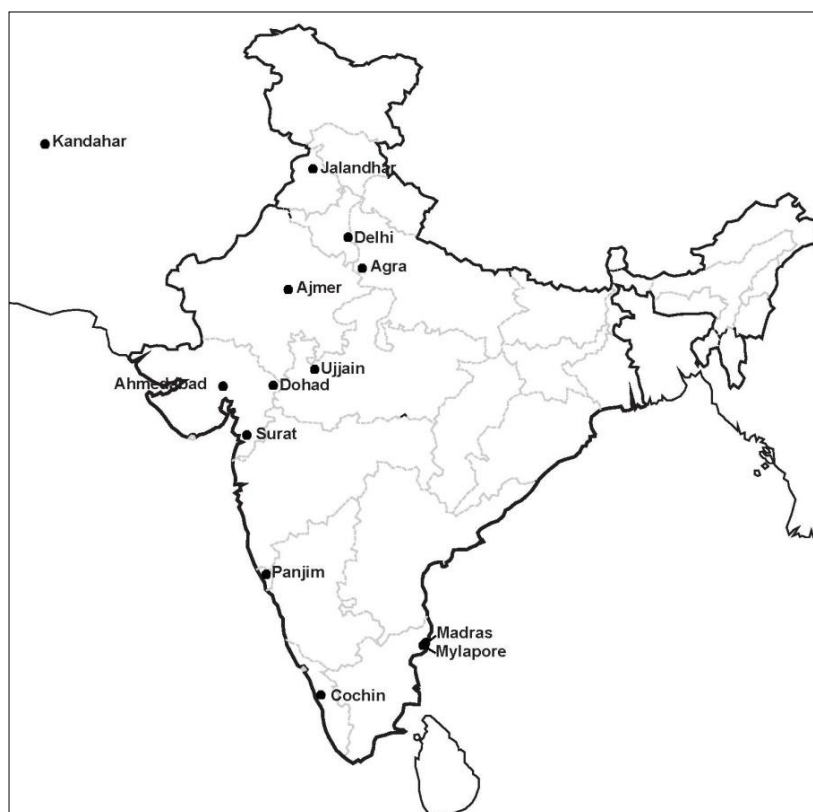 Kandahar
Jalandhar
Delhi
Agra
Ajmer
Ujjain
Ahmedabad
Dohad
Surat
Panjim
Madras
Mylapore
Cochin